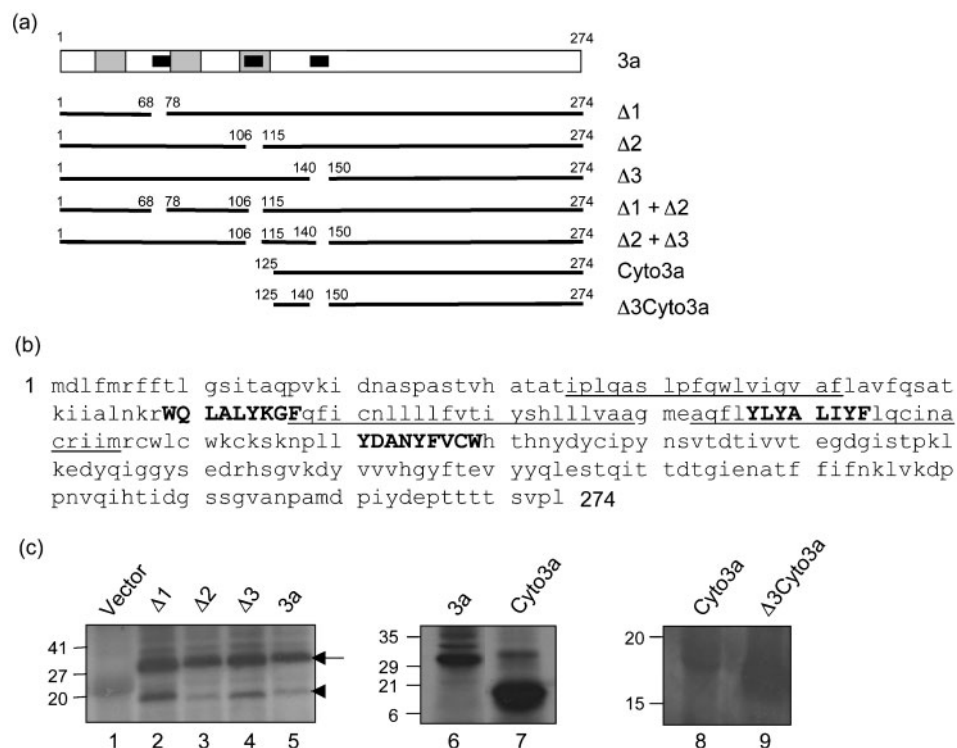 (a)
1 274
3a
1 68 78 274
Δ1
1 106 115 274
Δ2
1 140 150 274
Δ3
1 68 78 106 115 274
Δ1 + Δ2
1 106 115 140 150 274
Δ2 + Δ3
125 274
Cyto3a
125 140 150 274
Δ3Cyto3a
(b)
1 mdlfmrfftl gsitaqpvki dnaspastvh atatiplqas lpfgwlvigv aflavfqsat
kiialnkrWQ LALYKGFqfi cnllllfvti yshlllvaag meaqflYLYA LIYFlqcina
criimrcwlc wkcksknpll YDANYFVCWh thnydycipy nsvtdtivvt egdgistpkl
kedyqiggys edrhsgvkdy vvvhgyftev yyqlestqit tdtgienatf fifnklvkdp
pnvqihtidg ssgvanpamd piydeptttt svpl 274
(c)
Vector Δ1 Δ2 Δ3 3a
41
27
20
1 2 3 4 5
3a Cyto3a
35
29
21
6
6 7
Cyto3a Δ3Cyto3a
20
15
8 9